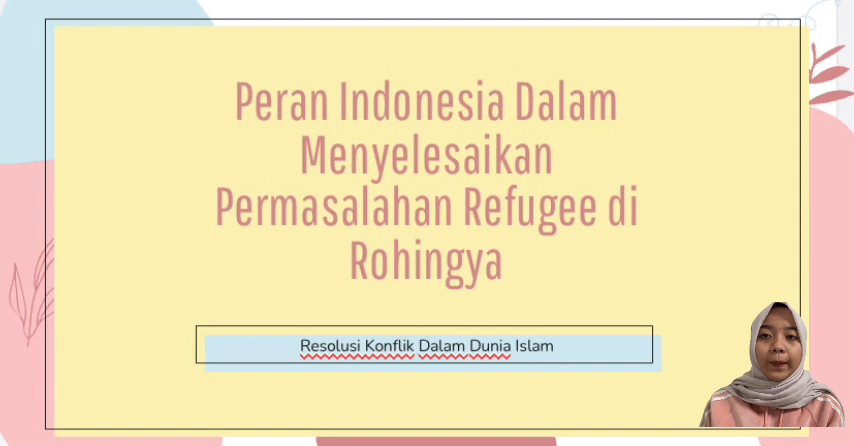 Peran Indonesia Dalam
Menyelesaikan
Permasalahan Refugee di
Rohingya
Resolusi Konflik Dalam Dunia Islam